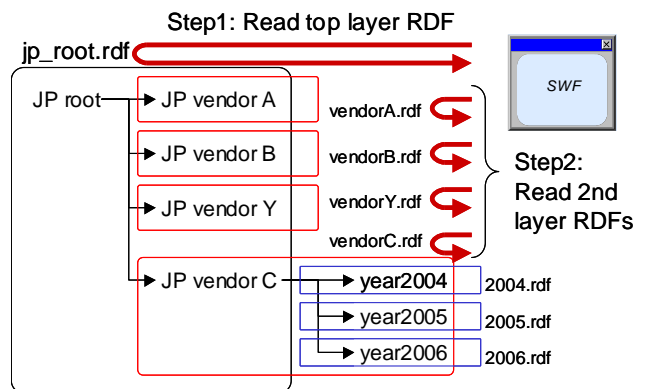 Step1: Read top layer RDF
jp_root.rdf
SWF
JP root
JP vendor A
vendorA.rdf
JP vendor B
vendorB.rdf
Step2:
Read 2nd
layer RDFs
JP vendor Y
vendorY.rdf
vendorC.rdf
JP vendor C
year2004
2004.rdf
year2005
2005.rdf
year2006
2006.rdf